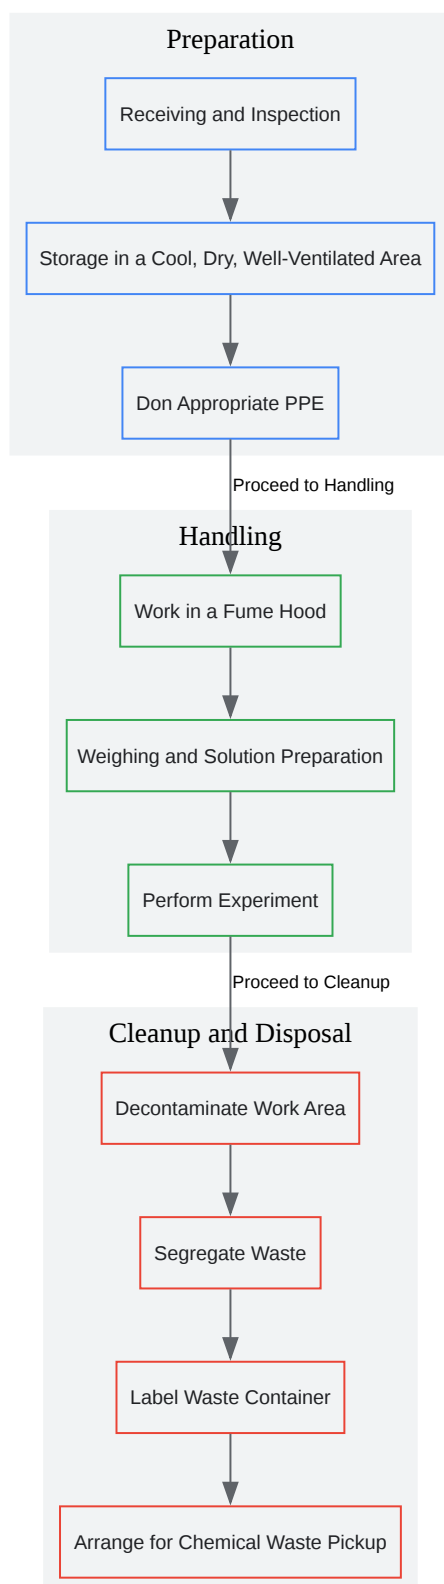 Preparation
Receiving and Inspection
Storage in a Cool, Dry, Well-Ventilated Area
Don Appropriate PPE
Proceed to Handling
Handling
Work in a Fume Hood
Weighing and Solution Preparation
Perform Experiment
Proceed to Cleanup
Cleanup and Disposal
Decontaminate Work Area
Segregate Waste
Label Waste Container
Arrange for Chemical Waste Pickup